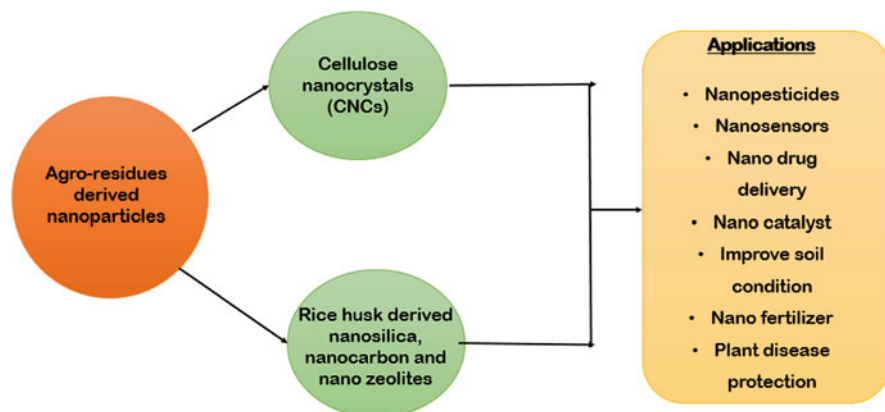 Agro-residues
derived
nanoparticles
Cellulose
nanocrystals
(CNCs)
Rice husk derived
nanosilica,
nanocarbon and
nano zeolites
Applications
• Nanopesticides
• Nanosensors
• Nano drug
delivery
• Nano catalyst
• Improve soil
condition
• Nano fertilizer
• Plant disease
protection